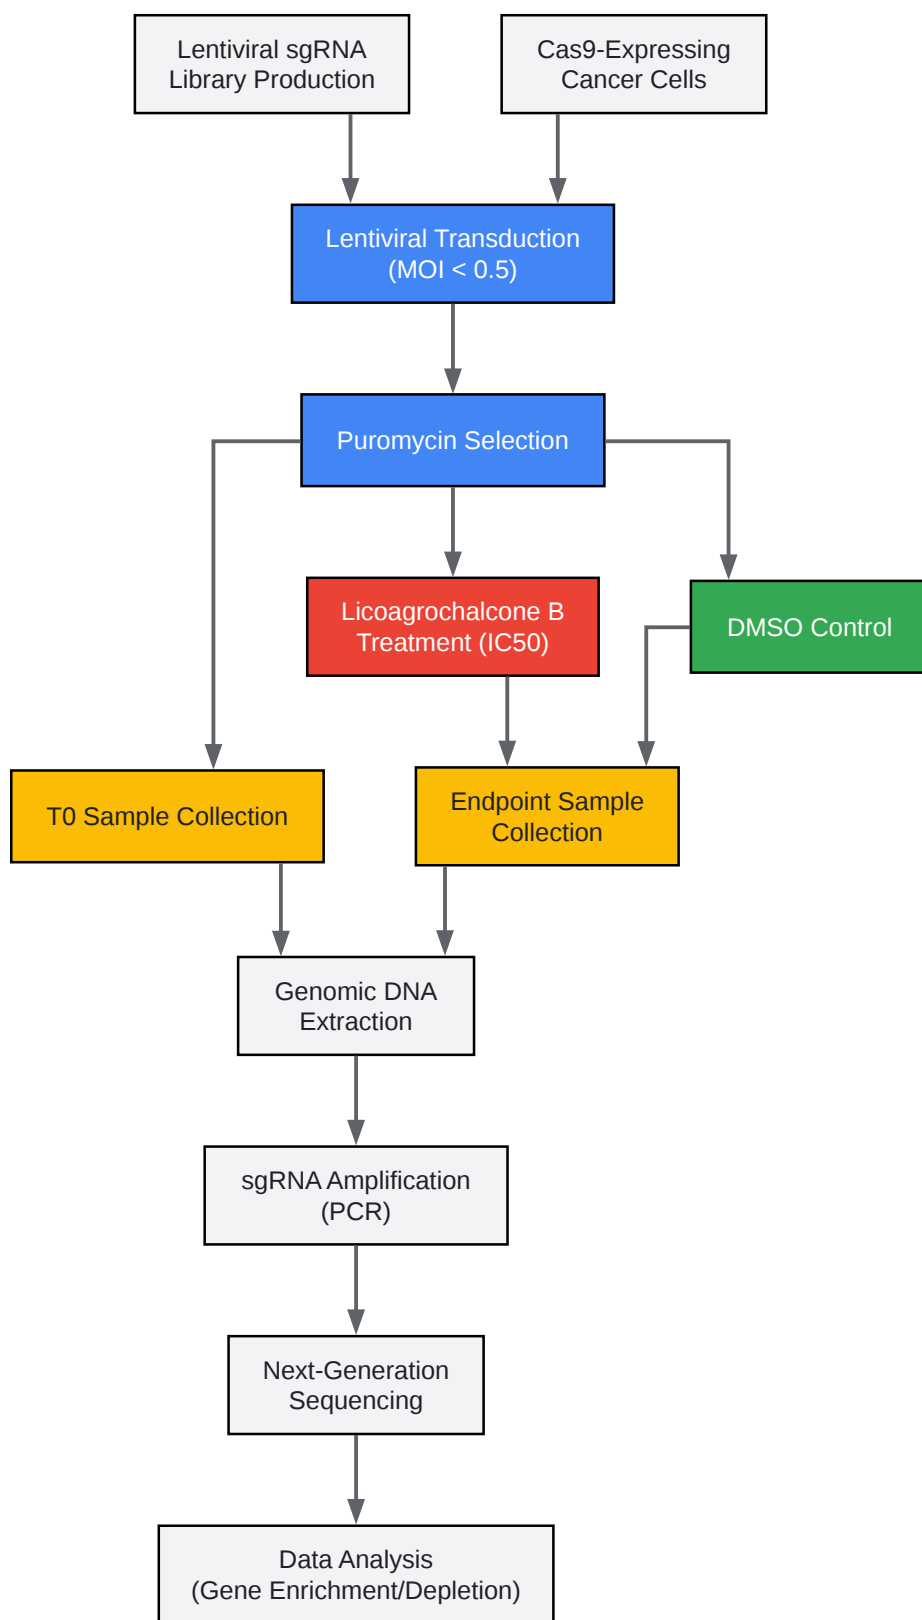 Lentiviral sgRNA
Library Production
Cas9-Expressing
Cancer Cells
Lentiviral Transduction
(MOI < 0.5)
Puromycin Selection
Licoagrochalcone B
Treatment (IC50)
DMSO Control
T0 Sample Collection
Endpoint Sample
Collection
Genomic DNA
Extraction
sgRNA Amplification
(PCR)
Next-Generation
Sequencing
Data Analysis
(Gene Enrichment/Depletion)